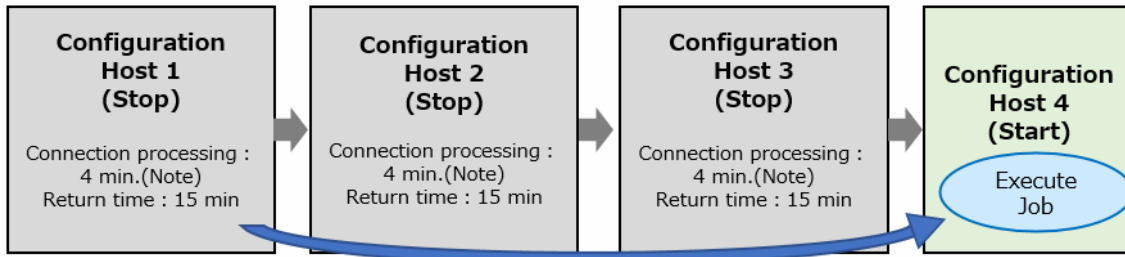 Configuration
Host 1
(Stop)
Connection processing :
4 min.(Note)
Return time : 15 min
Configuration
Host 2
(Stop)
Connection processing :
4 min.(Note)
Return time : 15 min
Configuration
Host 3
(Stop)
Connection processing :
4 min.(Note)
Return time : 15 min
Configuration
Host 4
(Start)
Execute
Job